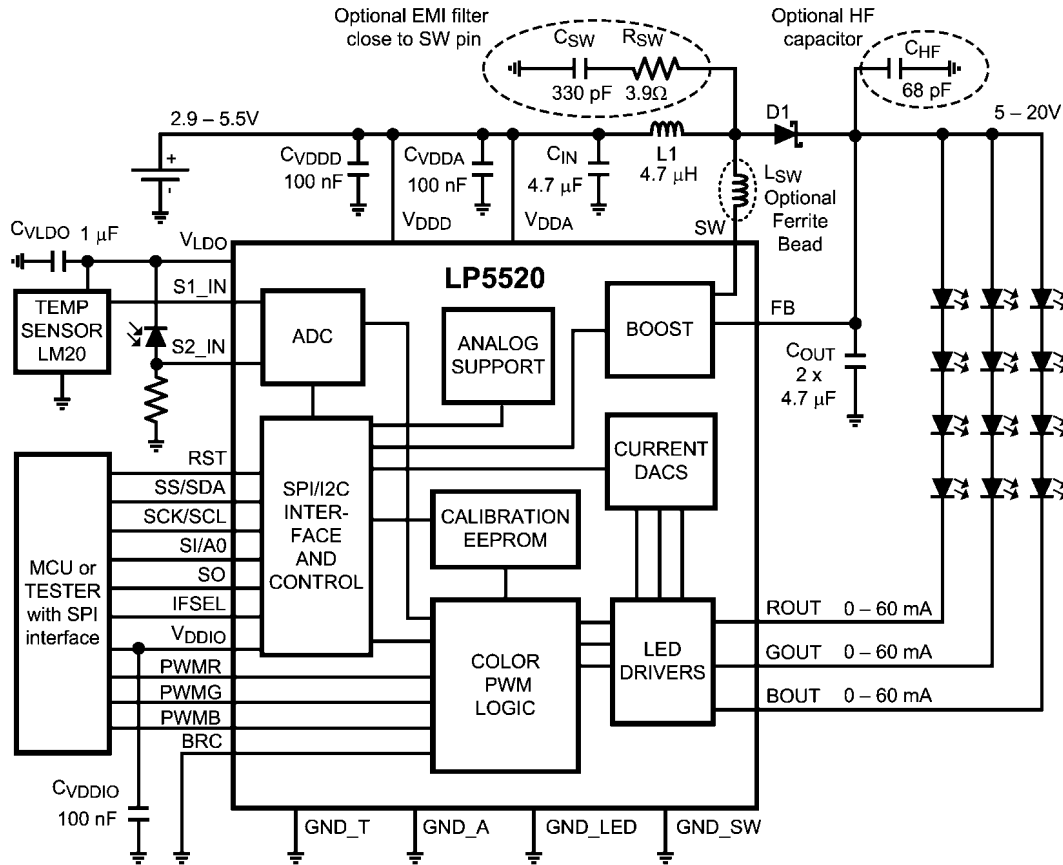 Optional EMI filter
close to SW pin
CSW
RSW
330 pF
3.9Ω
Optional HF
capacitor
CHF
68 pF
2.9 – 5.5V
D1
5 – 20V
+
-
CVDDD
100 nF
CVDDA
100 nF
CIN
4.7 μF
L1
4.7 μH
LSW
Optional
Ferrite
Bead
VDDD
VDDA
SW
CVLDO 1 μF
VLDO
LP5520
S1_IN
TEMP
SENSOR
LM20
S2_IN
ADC
ANALOG
SUPPORT
BOOST
FB
COUT
2 x
4.7 μF
CURRENT
DACS
MCU or
TESTER
with SPI
interface
RST
SS/SDA
SCK/SCL
SI/A0
SO
IFSEL
VDDIO
PWMR
PWMG
PWMB
BRC
SPI/I2C
INTER-
FACE
AND
CONTROL
CALIBRATION
EEPROM
COLOR
PWM
LOGIC
LED
DRIVERS
ROUT 0 – 60 mA
GOUT 0 – 60 mA
BOUT 0 – 60 mA
CVDDIO
100 nF
GND_T
GND_A
GND_LED
GND_SW